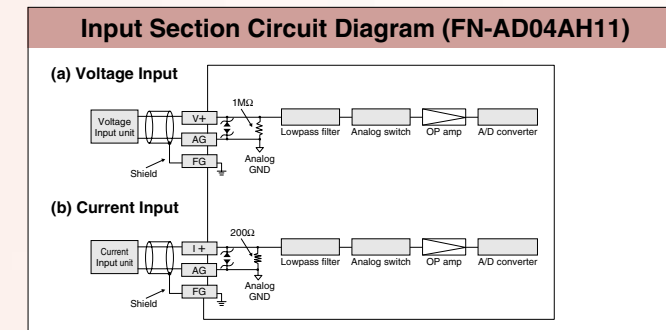 Input Section Circuit Diagram (FN-AD04AH11)
(a) Voltage Input
Voltage
Input unit
V+
AG
FG
Shield
1MΩ
Analog
GND
Lowpass filter
Analog switch
OP amp
A/D converter
(b) Current Input
Current
Input unit
I +
AG
FG
Shield
200Ω
Analog
GND
Lowpass filter
Analog switch
OP amp
A/D converter